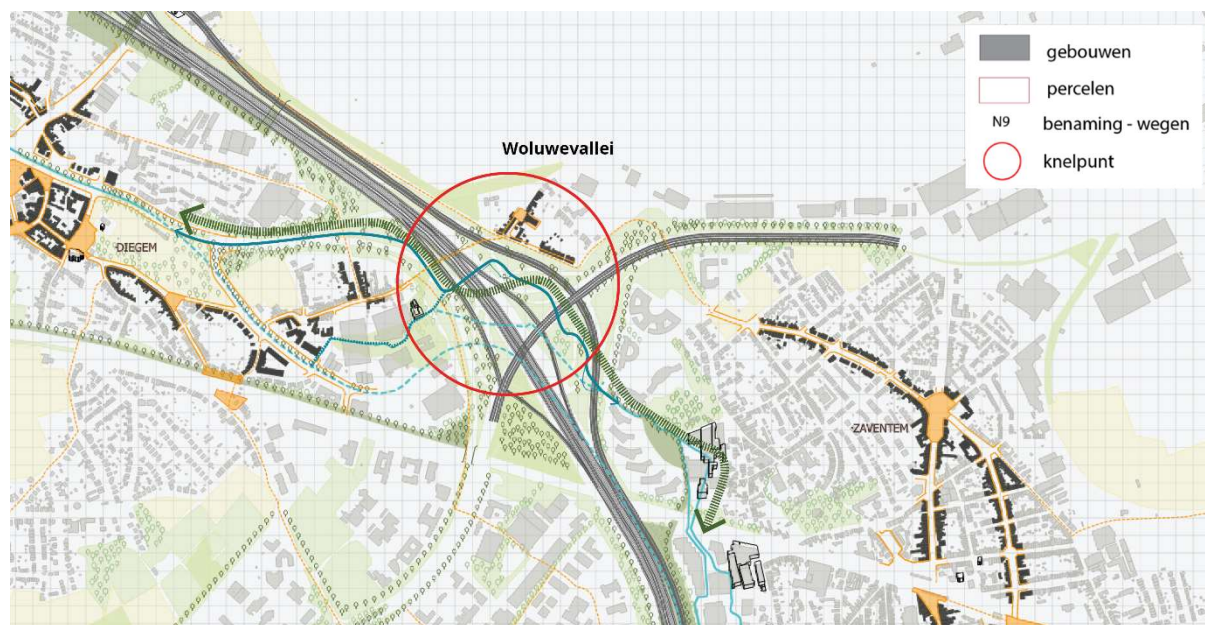 gebouwen
percelen
N9 benaming - wegen
knelpunt
Woluwevallei
DIEGEM
ZAVENTEM